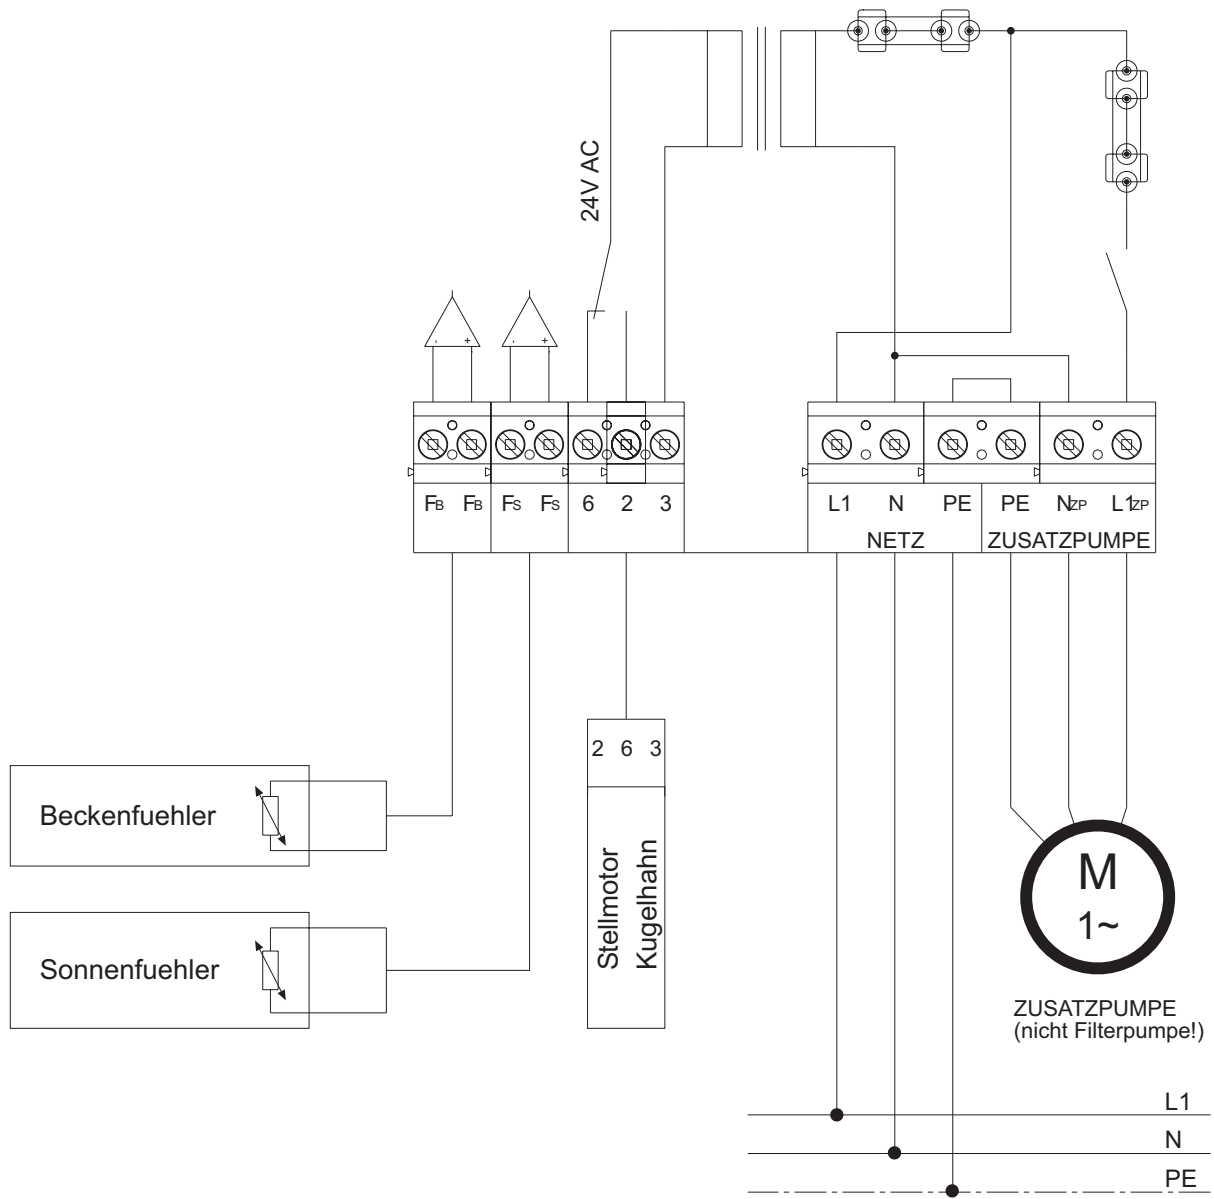 24V AC
- +
- +
FB FB FS FS 6 2 3
L1 N PE PE NZP L1ZP
NETZ ZUSATZPUMPE
2 6 3
Stellmotor
Kugelhahn
Beckenfuehler
Sonnenfuehler
M
1~
ZUSATZPUMPE
(nicht Filterpumpe!)
L1
N
PE